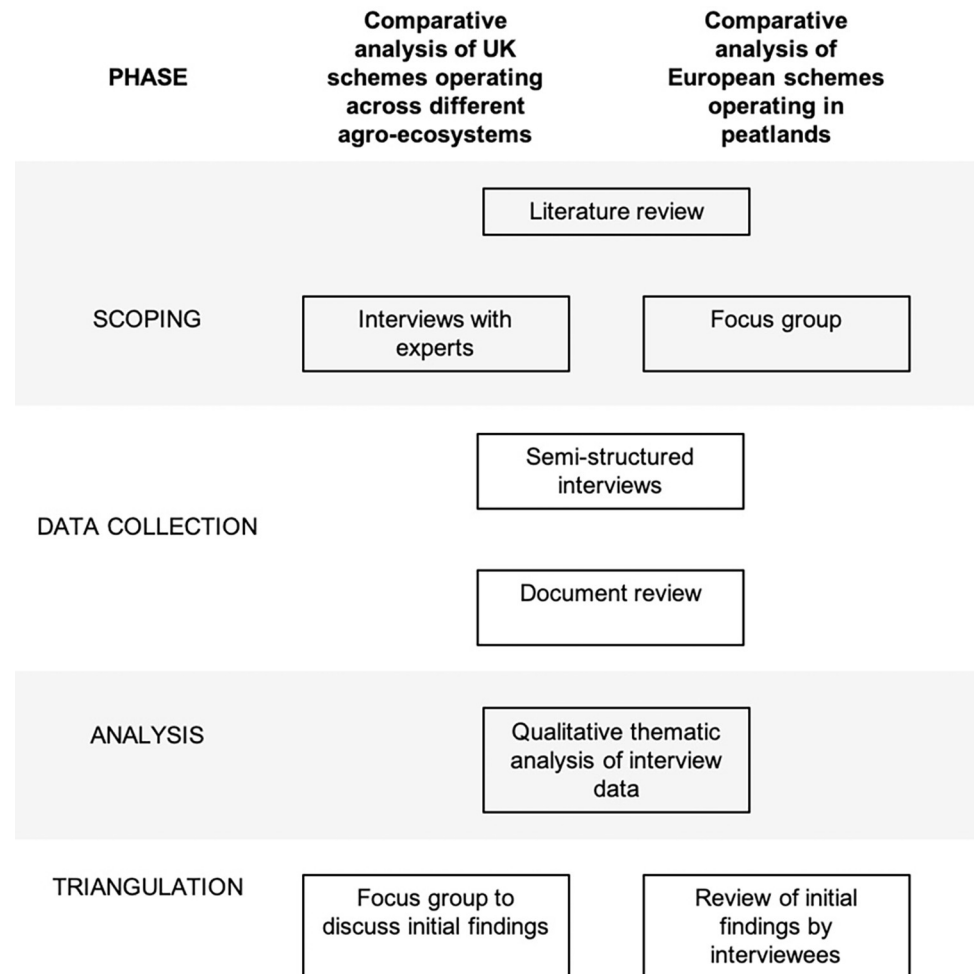 PHASE
Comparative
analysis of UK
schemes operating
across different
agro-ecosystems
Comparative
analysis of
European schemes
operating in
peatlands
Literature review
SCOPING
Interviews with
experts
Focus group
Semi-structured
interviews
DATA COLLECTION
Document review
ANALYSIS
Qualitative thematic
analysis of interview
data
TRIANGULATION
Focus group to
discuss initial findings
Review of initial
findings by
interviewees